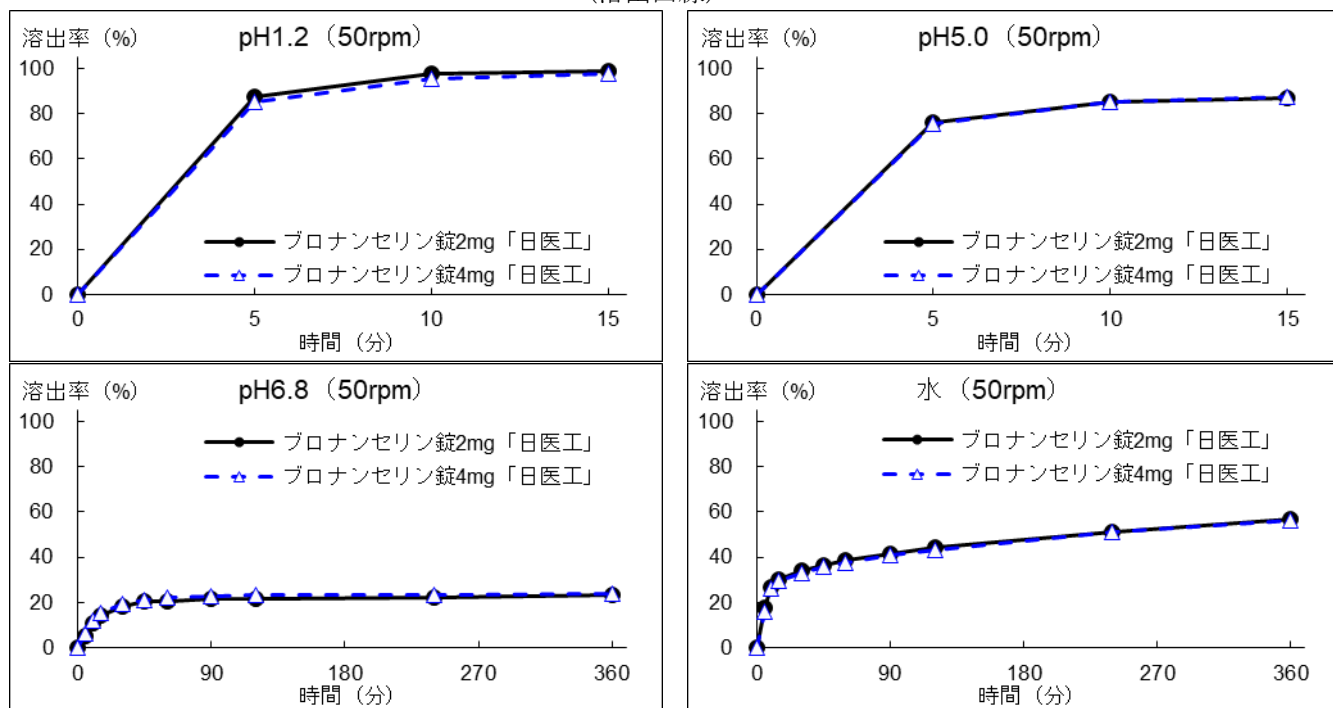 溶出率 (%)
pH1.2（50rpm）
100
80
60
40
20
0
ブロナンセリン錠2mg「日医工」
ブロナンセリン錠4mg「日医工」
0 5 10 15
時間（分）
溶出率 (%)
pH5.0（50rpm）
100
80
60
40
20
0
ブロナンセリン錠2mg「日医工」
ブロナンセリン錠4mg「日医工」
0 5 10 15
時間（分）
溶出率 (%)
pH6.8（50rpm）
100
80
60
40
20
0
ブロナンセリン錠2mg「日医工」
ブロナンセリン錠4mg「日医工」
0 90 180 270 360
時間（分）
溶出率 (%)
水（50rpm）
100
80
60
40
20
0
ブロナンセリン錠2mg「日医工」
ブロナンセリン錠4mg「日医工」
0 90 180 270 360
時間（分）